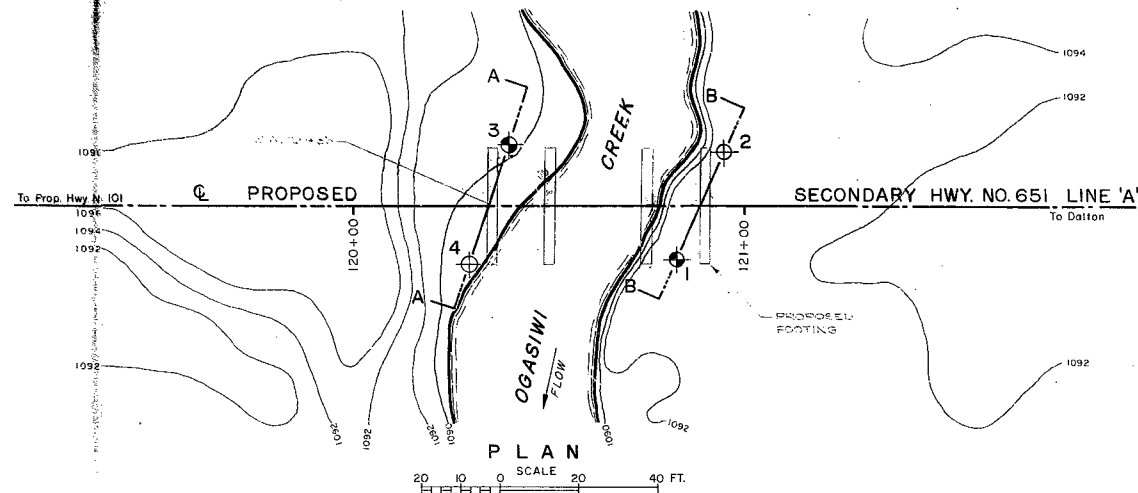 1094
A
1092
B
CREEK
3
2
1096
To Prop. Hwy N. 101
℄ PROPOSED
SECONDARY HWY. NO. 651 LINE 'A'
To Dalton
1096
1094
1092
120+00
121+00
4
1
A
B
PROPOSED
FOOTING
OGASIWI
FLOW
1092
1092
1092
1092
1090
1090
1092
PLAN
SCALE
20 10 0 20 40 FT.